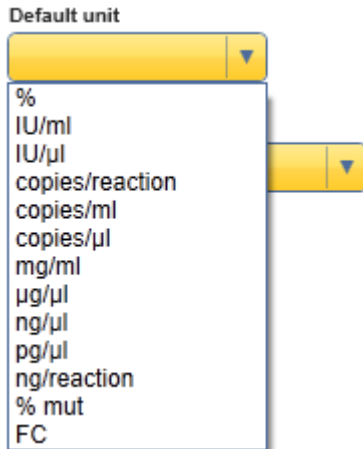 Default unit
%
IU/ml
IU/µl
copies/reaction
copies/ml
copies/µl
mg/ml
µg/µl
ng/µl
pg/µl
ng/reaction
% mut
FC